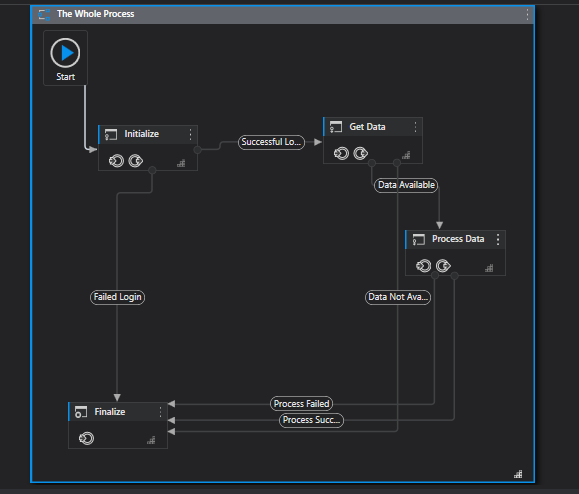 The Whole Process
Start
Initialize
Successful Lo...
Get Data
Data Available
Process Data
Failed Login
Data Not Ava...
Finalize
Process Failed
Process Succ...